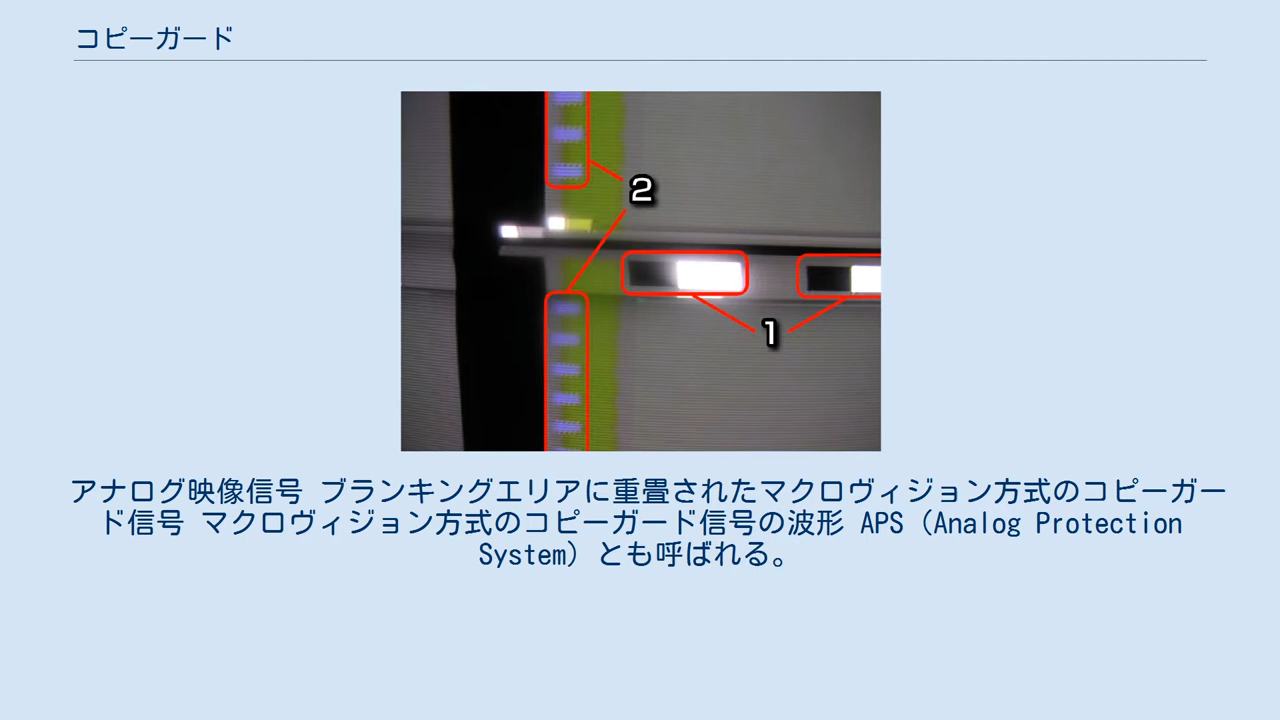 コピーガード
2
1
アナログ映像信号 ブランキングエリアに重畳されたマクロヴィジョン方式のコピーガー
ド信号 マクロヴィジョン方式のコピーガード信号の波形 APS（Analog Protection
System）とも呼ばれる。